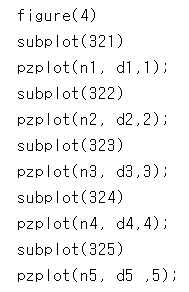 figure(4)
subplot(321)
pzplot(n1, d1,1);
subplot(322)
pzplot(n2, d2,2);
subplot(323)
pzplot(n3, d3,3);
subplot(324)
pzplot(n4, d4,4);
subplot(325)
pzplot(n5, d5 ,5);